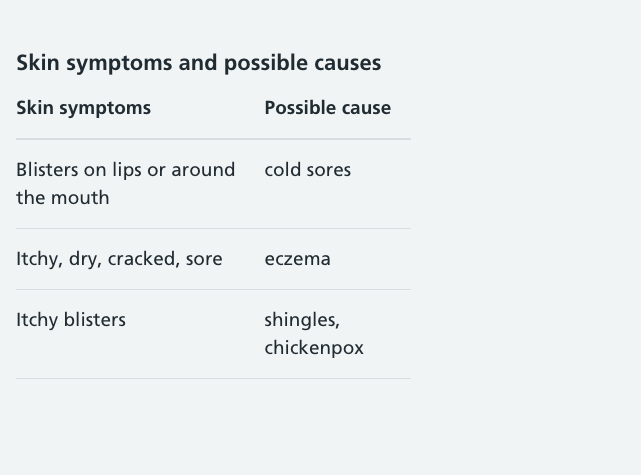 Skin symptoms and possible causes
Skin symptoms Possible cause
Blisters on lips or around cold sores
the mouth
Itchy, dry, cracked, sore eczema
Itchy blisters shingles,
chickenpox